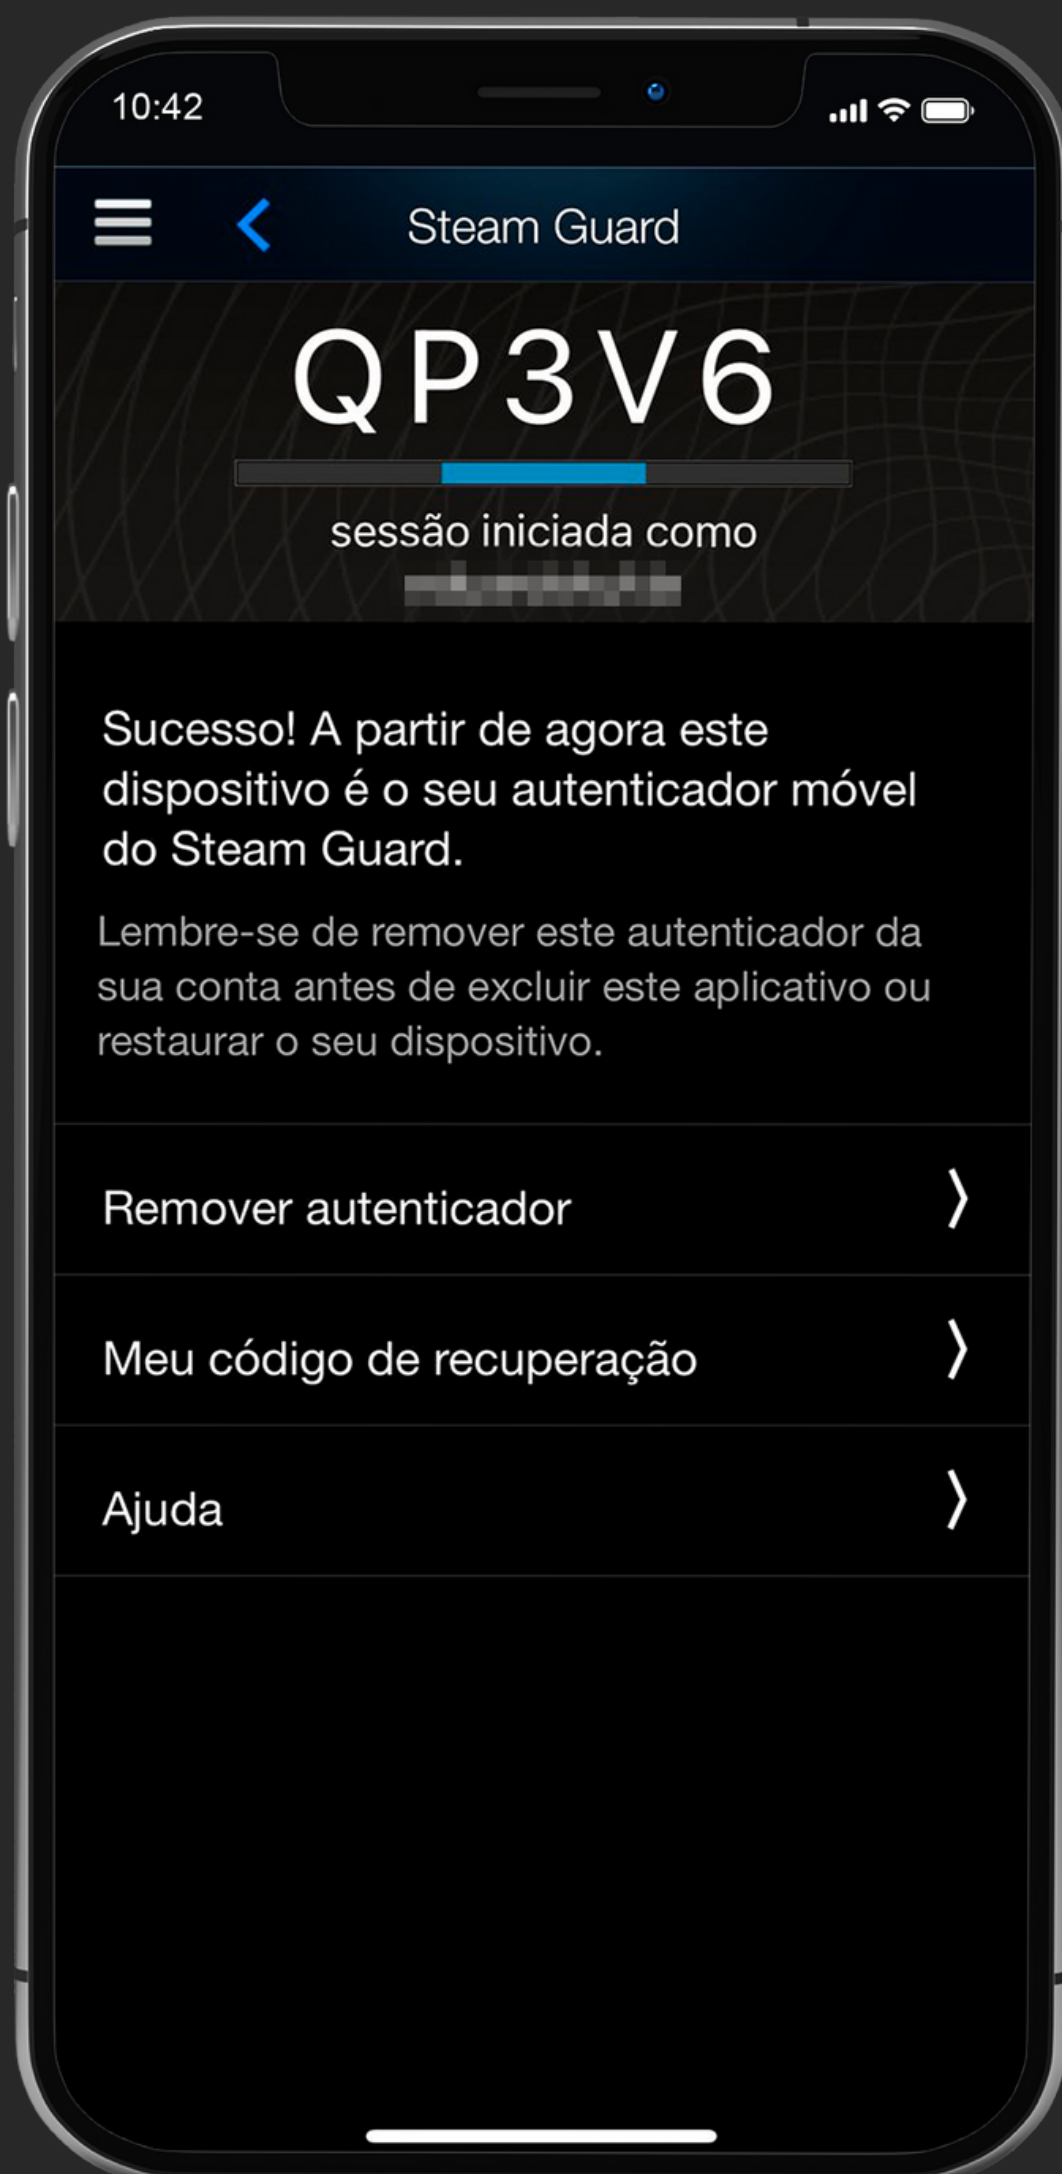 10:42
Steam Guard
QP3V6
sessão iniciada como
Sucesso! A partir de agora este
dispositivo é o seu autenticador móvel
do Steam Guard.
Lembre-se de remover este autenticador da
sua conta antes de excluir este aplicativo ou
restaurar o seu dispositivo.
Remover autenticador
Meu código de recuperação
Ajuda